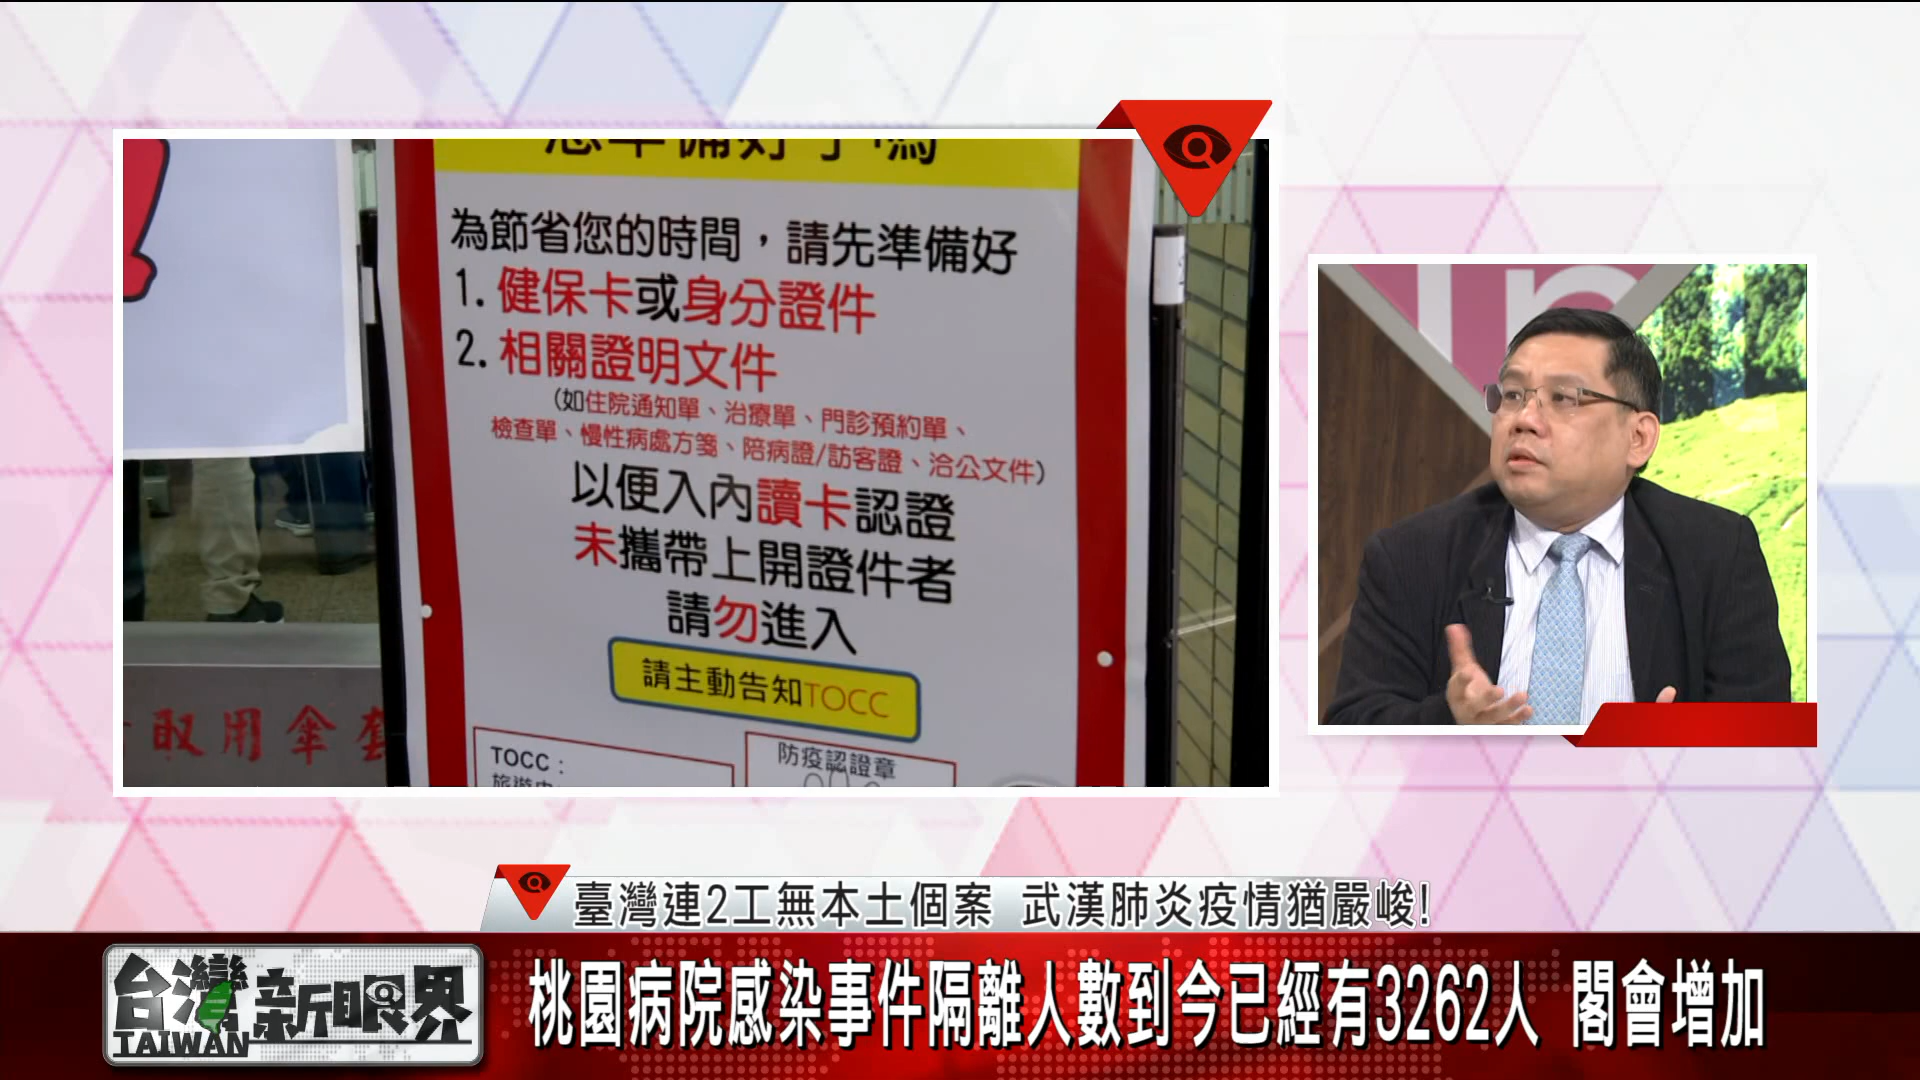 您準備好了嗎
為節省您的時間，請先準備好
1. 健保卡或身分證件
2. 相關證明文件
(如住院通知單、治療單、門診預約單、
檢查單、慢性病處方箋、陪病證/訪客證、洽公文件)
以便入內讀卡認證
未攜帶上開證件者
請勿進入
請主動告知TOCC
TOCC：
防疫認證章
取用傘套
臺灣連2工無本土個案 武漢肺炎疫情猶嚴峻!
台灣新眼界
TAIWAN
桃園病院感染事件隔離人數到今已經有3262人 閣會增加